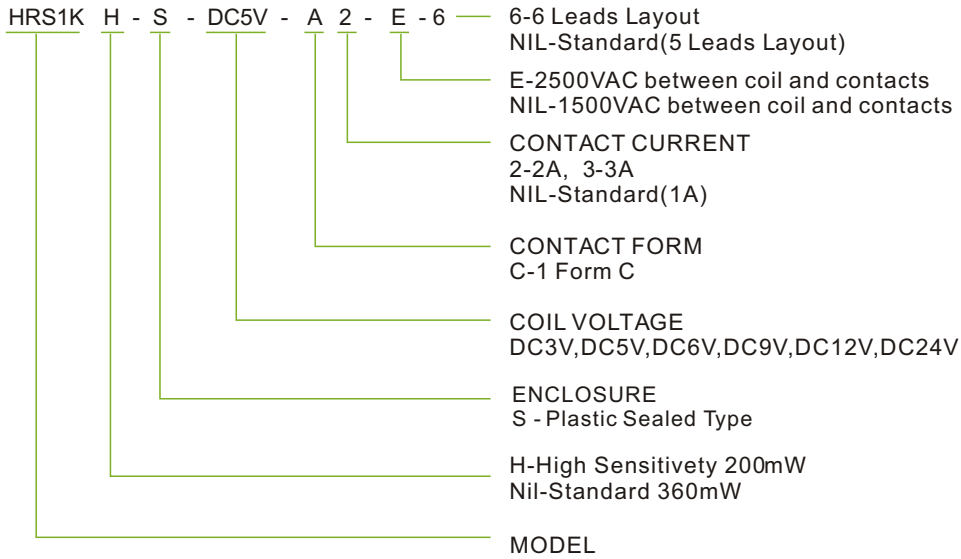 HRS1K H - S - DC5V - A 2 - E - 6
6-6 Leads Layout
NIL-Standard(5 Leads Layout)
E-2500VAC between coil and contacts
NIL-1500VAC between coil and contacts
CONTACT CURRENT
2-2A, 3-3A
NIL-Standard(1A)
CONTACT FORM
C-1 Form C
COIL VOLTAGE
DC3V,DC5V,DC6V,DC9V,DC12V,DC24V
ENCLOSURE
S - Plastic Sealed Type
H-High Sensitivety 200mW
Nil-Standard 360mW
MODEL